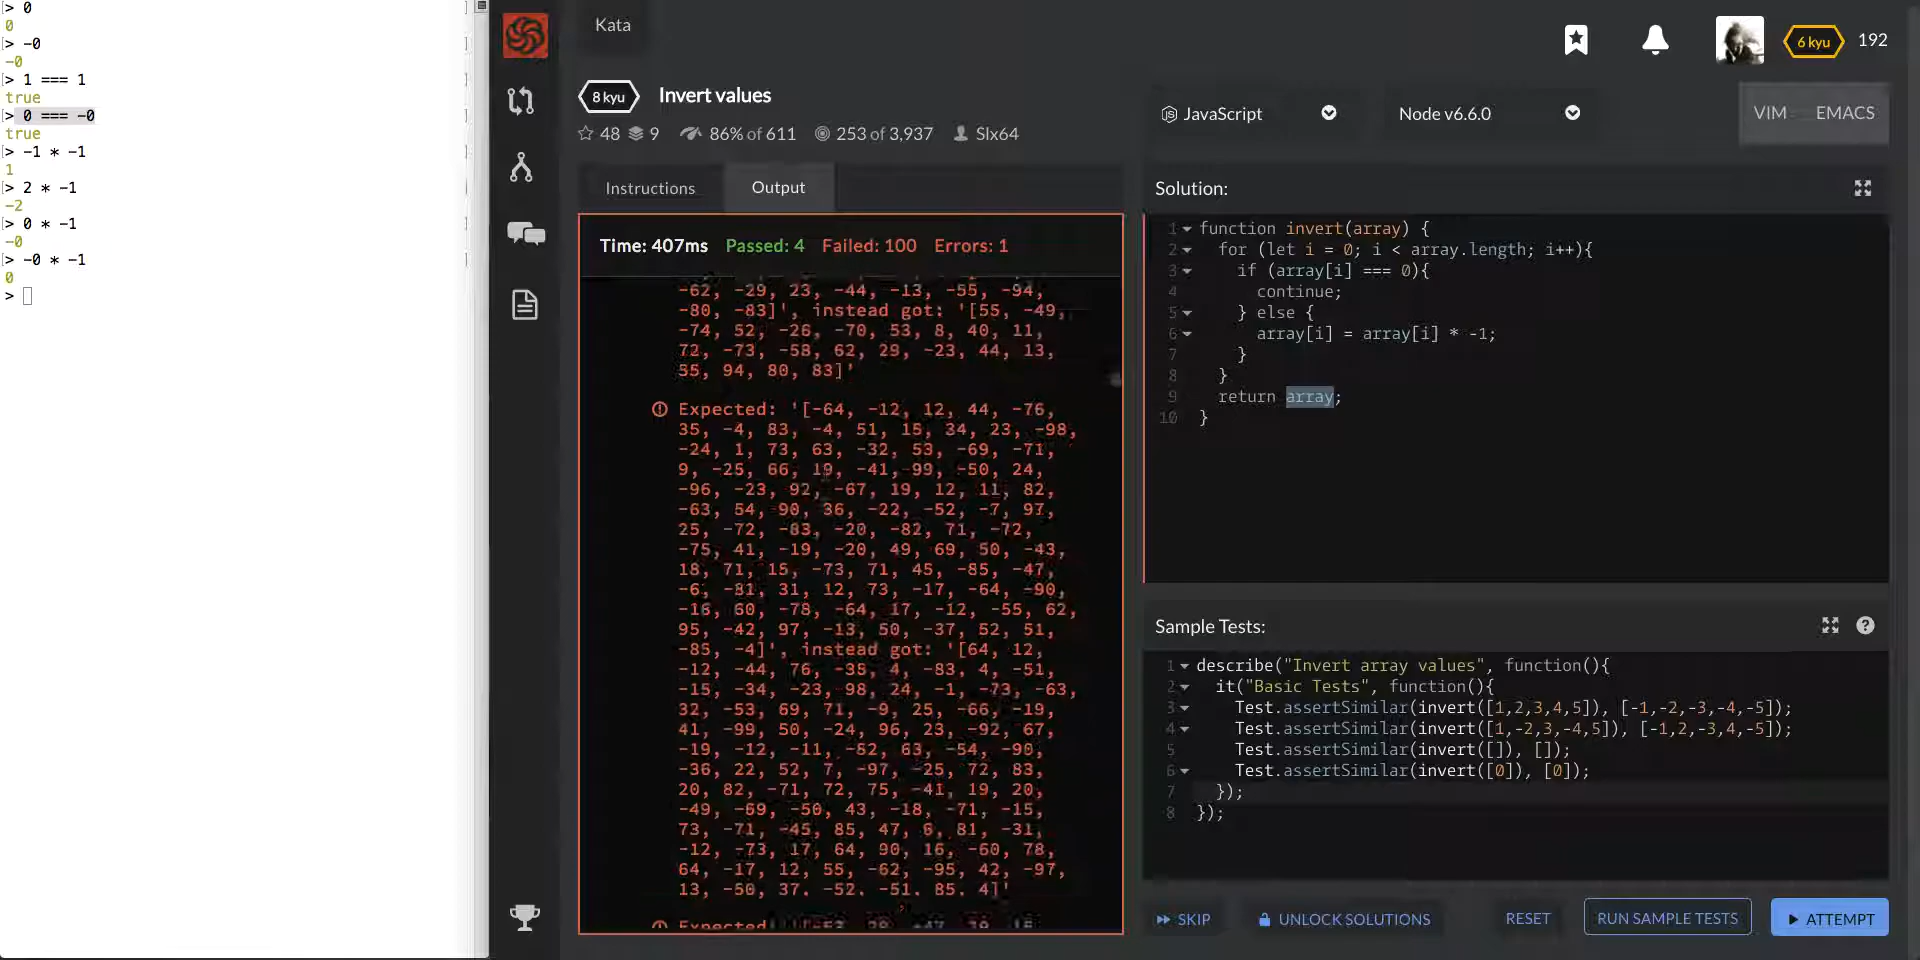 > 0
0
> -0
-0
> 1 === 1
true
> 0 === -0
true
> -1 * -1
1
> 2 * -1
-2
> 0 * -1
-0
> -0 * -1
0
>
Kata
6 kyu 192
8 kyu Invert values
48 9 86% of 611 253 of 3,937 Slx64
JavaScript
Node v6.6.0
VIM EMACS
Instructions
Output
Time: 407ms Passed: 4 Failed: 100 Errors: 1
-62, -29, 23, -44, -13, -55, -94,
-80, -83]', instead got: '[55, -49,
-74, 52, -26, -70, 53, 8, 40, 11,
72, -73, -58, 62, 29, -23, 44, 13,
55, 94, 80, 83]'
Expected: '[-64, -12, 12, 44, -76,
35, -4, 83, -4, 51, 15, 34, 23, -98,
-24, 1, 73, 63, -32, 53, -69, -71,
9, -25, 66, 19, -41, -99, -50, 24,
-96, -23, 92, -67, 19, 12, 11, 82,
-63, 54, 90, 36, -22, -52, -7, 97,
25, -72, -83, -20, -82, 71, -72,
-75, 41, -19, -20, 49, 69, 50, -43,
18, 71, 15, -73, 71, 45, -85, -47,
-6, -81, 31, 12, 73, -17, -64, -90,
-16, 60, -78, -64, 17, -12, -55, 62,
95, -42, 97, -13, 50, -37, 52, 51,
-85, -4]', instead got: '[64, 12,
-12, -44, 76, -35, 4, -83, 4, -51,
-15, -34, -23, 98, 24, -1, -73, -63,
32, -53, 69, 71, -9, 25, -66, -19,
41, -99, 50, -24, 96, 23, -92, 67,
-19, -12, -11, -52, 63, -54, -90,
-36, 22, 52, 7, -97, -25, 72, 83,
20, 82, -71, 72, 75, -41, 19, 20,
-49, -69, -50, 43, -18, -71, -15,
73, -71, -45, 85, 47, 6, 81, -31,
-12, -73, 17, 64, 90, 16, -60, 78,
64, -17, 12, 55, -62, -95, 42, -97,
13, -50, 37, -52, -51, 85, 4]'
Expected:
Solution:
1 function invert(array) {
2 for (let i = 0; i < array.length; i++){
3 if (array[i] === 0){
4 continue;
5 } else {
6 array[i] = array[i] * -1;
7 }
8 }
9 return array;
10 }
Sample Tests:
1 describe("Invert array values", function(){
2 it("Basic Tests", function(){
3 Test.assertSimilar(invert([1,2,3,4,5]), [-1,-2,-3,-4,-5]);
4 Test.assertSimilar(invert([1,-2,3,-4,5]), [-1,2,-3,4,-5]);
5 Test.assertSimilar(invert([]), []);
6 Test.assertSimilar(invert([0]), [0]);
7 });
8 });
SKIP
UNLOCK SOLUTIONS
RESET
RUN SAMPLE TESTS
ATTEMPT